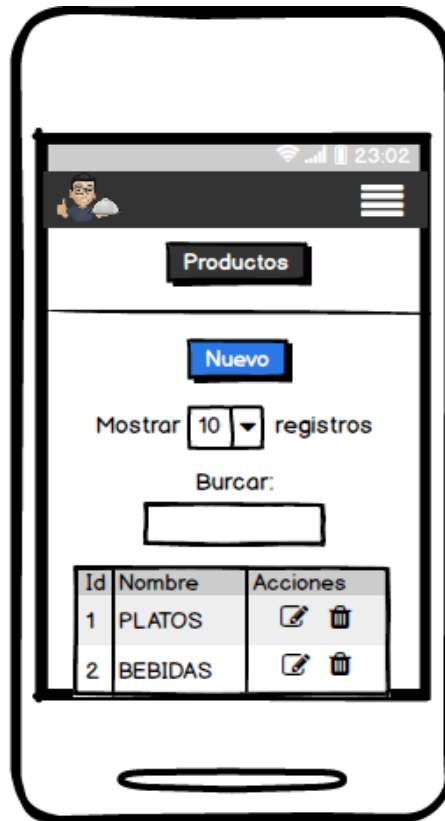 23:02
Productos
Nuevo
Mostrar 10 registros
Burcar:
Id Nombre Acciones
1 PLATOS
2 BEBIDAS